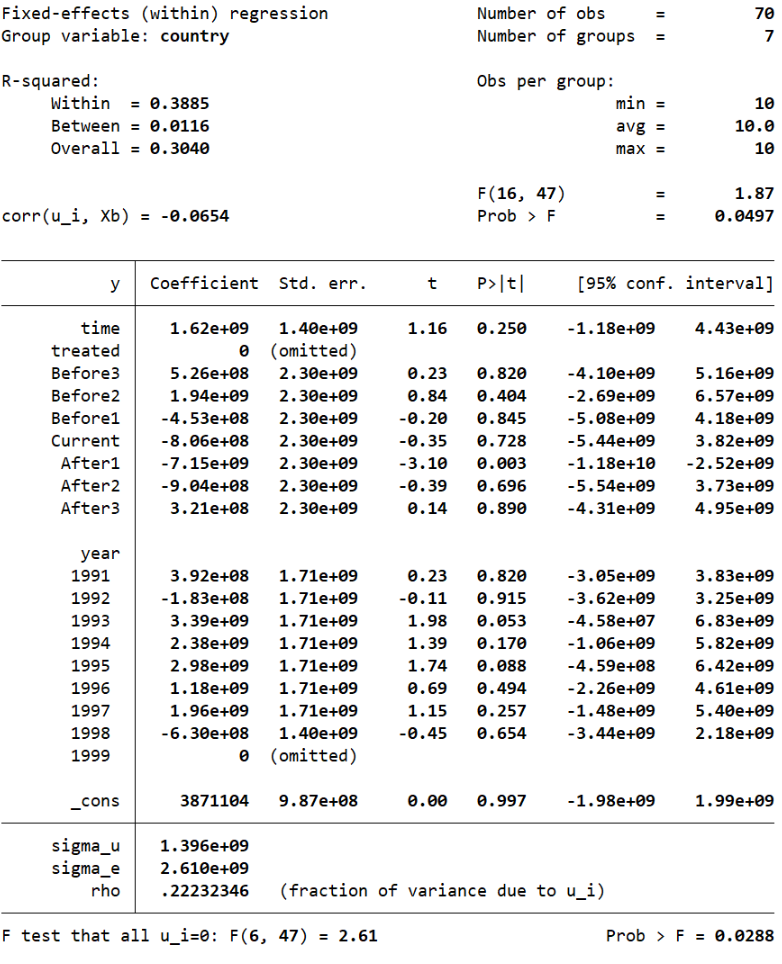 Fixed-effects (within) regression Number of obs = 70
Group variable: country Number of groups = 7
R-squared: Obs per group:
Within = 0.3885 min = 10
Between = 0.0116 avg = 10.0
Overall = 0.3040 max = 10
F(16, 47) = 1.87
corr(u_i, Xb) = -0.0654 Prob > F = 0.0497
y Coefficient Std. err. t P>|t| [95% conf. interval]
time 1.62e+09 1.40e+09 1.16 0.250 -1.18e+09 4.43e+09
treated 0 (omitted)
Before3 5.26e+08 2.30e+09 0.23 0.820 -4.10e+09 5.16e+09
Before2 1.94e+09 2.30e+09 0.84 0.404 -2.69e+09 6.57e+09
Before1 -4.53e+08 2.30e+09 -0.20 0.845 -5.08e+09 4.18e+09
Current -8.06e+08 2.30e+09 -0.35 0.728 -5.44e+09 3.82e+09
After1 -7.15e+09 2.30e+09 -3.10 0.003 -1.18e+10 -2.52e+09
After2 -9.04e+08 2.30e+09 -0.39 0.696 -5.54e+09 3.73e+09
After3 3.21e+08 2.30e+09 0.14 0.890 -4.31e+09 4.95e+09
year
1991 3.92e+08 1.71e+09 0.23 0.820 -3.05e+09 3.83e+09
1992 -1.83e+08 1.71e+09 -0.11 0.915 -3.62e+09 3.25e+09
1993 3.39e+09 1.71e+09 1.98 0.053 -4.58e+07 6.83e+09
1994 2.38e+09 1.71e+09 1.39 0.170 -1.06e+09 5.82e+09
1995 2.98e+09 1.71e+09 1.74 0.088 -4.59e+08 6.42e+09
1996 1.18e+09 1.71e+09 0.69 0.494 -2.26e+09 4.61e+09
1997 1.96e+09 1.71e+09 1.15 0.257 -1.48e+09 5.40e+09
1998 -6.30e+08 1.40e+09 -0.45 0.654 -3.44e+09 2.18e+09
1999 0 (omitted)
_cons 3871104 9.87e+08 0.00 0.997 -1.98e+09 1.99e+09
sigma_u 1.396e+09
sigma_e 2.610e+09
rho .22232346 (fraction of variance due to u_i)
F test that all u_i=0: F(6, 47) = 2.61 Prob > F = 0.0288